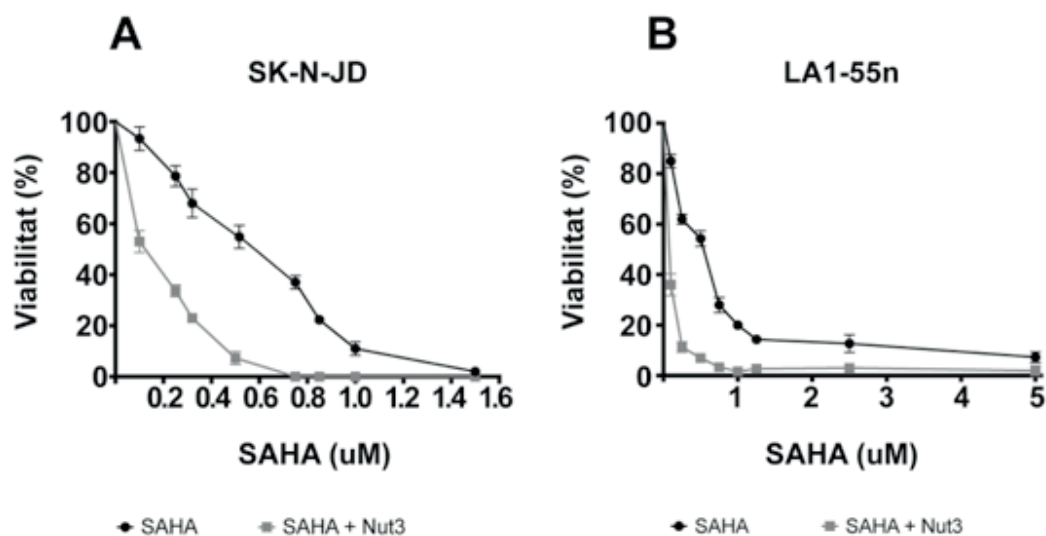 A
SK-N-JD
Viabilitat (%)
100
80
60
40
20
0
0.2 0.4 0.6 0.8 1.0 1.2 1.4 1.6
SAHA (uM)
SAHA SAHA + Nut3
B
LA1-55n
Viabilitat (%)
100
80
60
40
20
0
1 2 3 4 5
SAHA (uM)
SAHA SAHA + Nut3